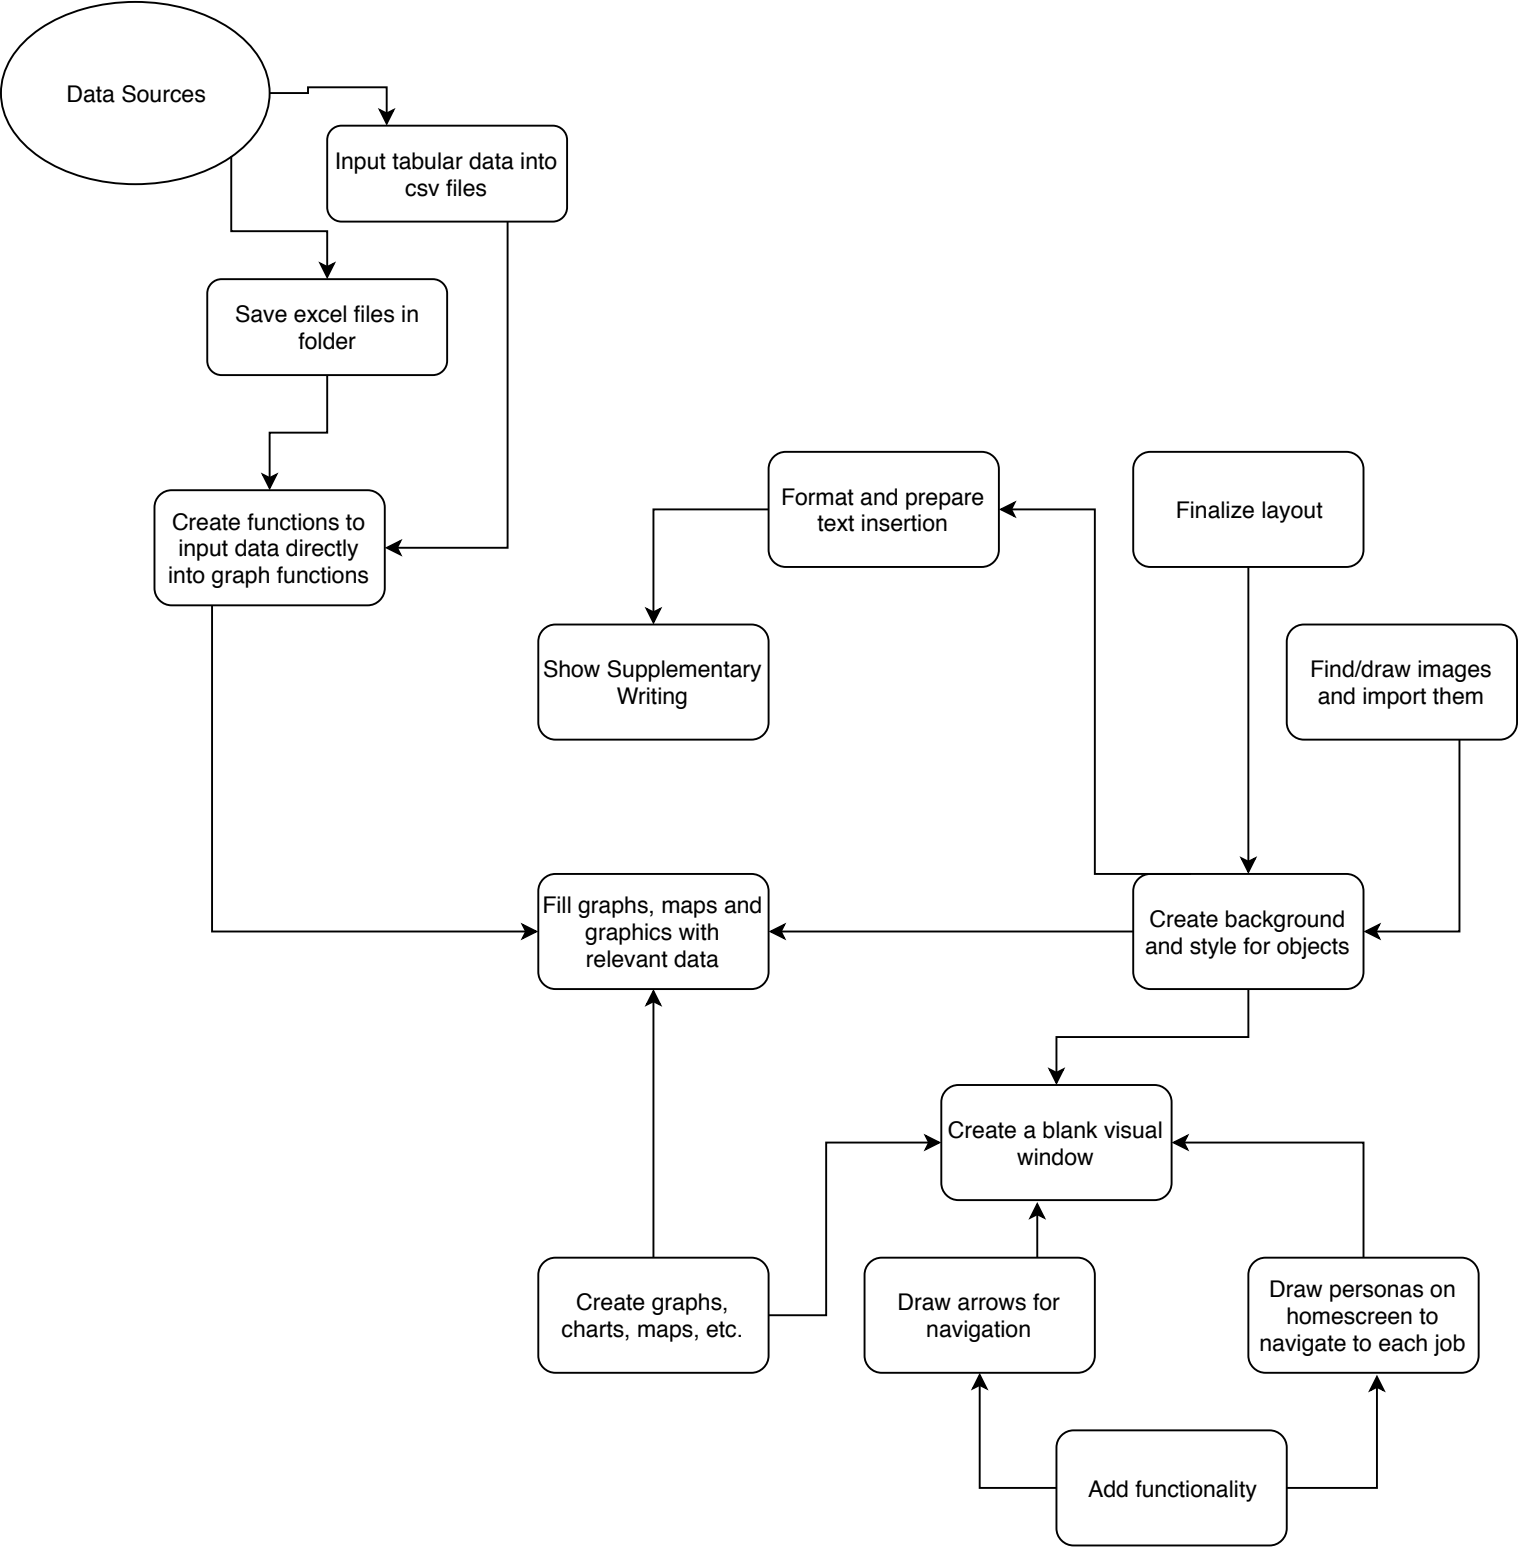 Data Sources
Input tabular data into
csv files
Save excel files in
folder
Create functions to
input data directly
into graph functions
Format and prepare
text insertion
Finalize layout
Show Supplementary
Writing
Find/draw images
and import them
Fill graphs, maps and
graphics with
relevant data
Create background
and style for objects
Create a blank visual
window
Create graphs,
charts, maps, etc.
Draw arrows for
navigation
Draw personas on
homescreen to
navigate to each job
Add functionality